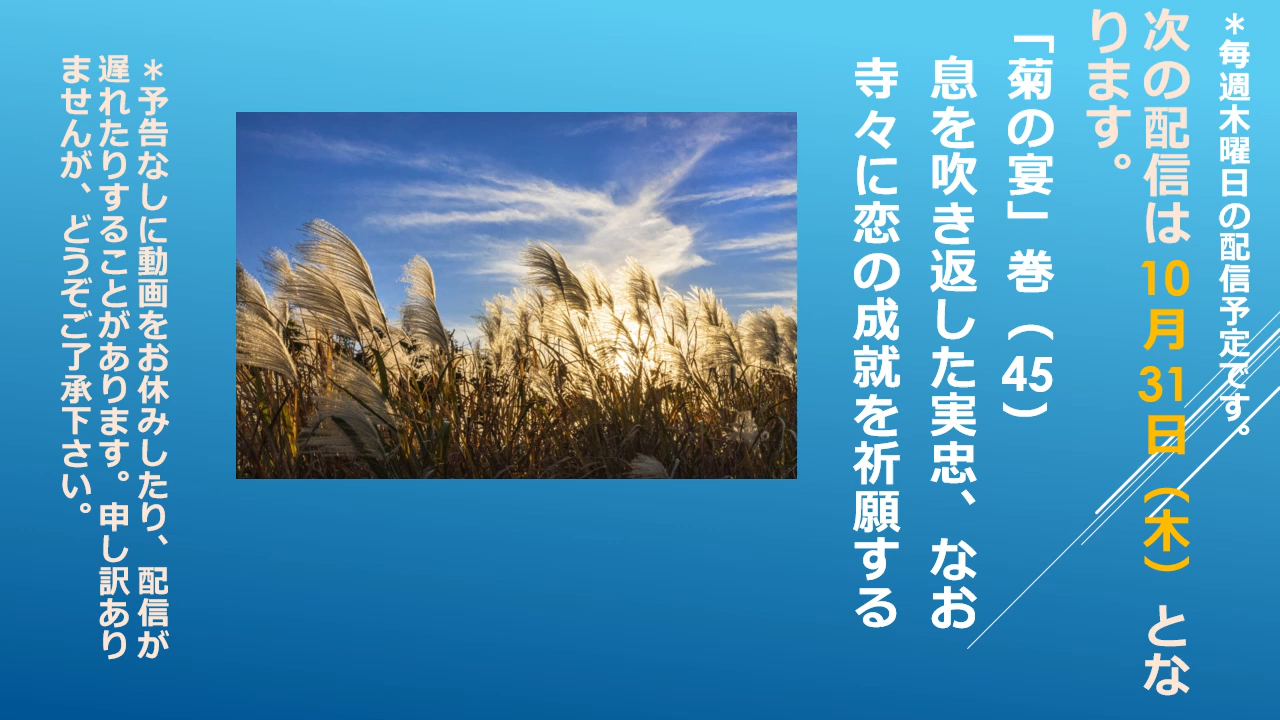 ＊毎週木曜日の配信予定です。
次の配信は10月31日（木）とな
ります。
「菊の宴」巻（45）
息を吹き返した実忠、なお
寺々に恋の成就を祈願する
＊予告なしに動画をお休みしたり、配信が
遅れたりすることがあります。申し訳あり
ませんが、どうぞご了承下さい。